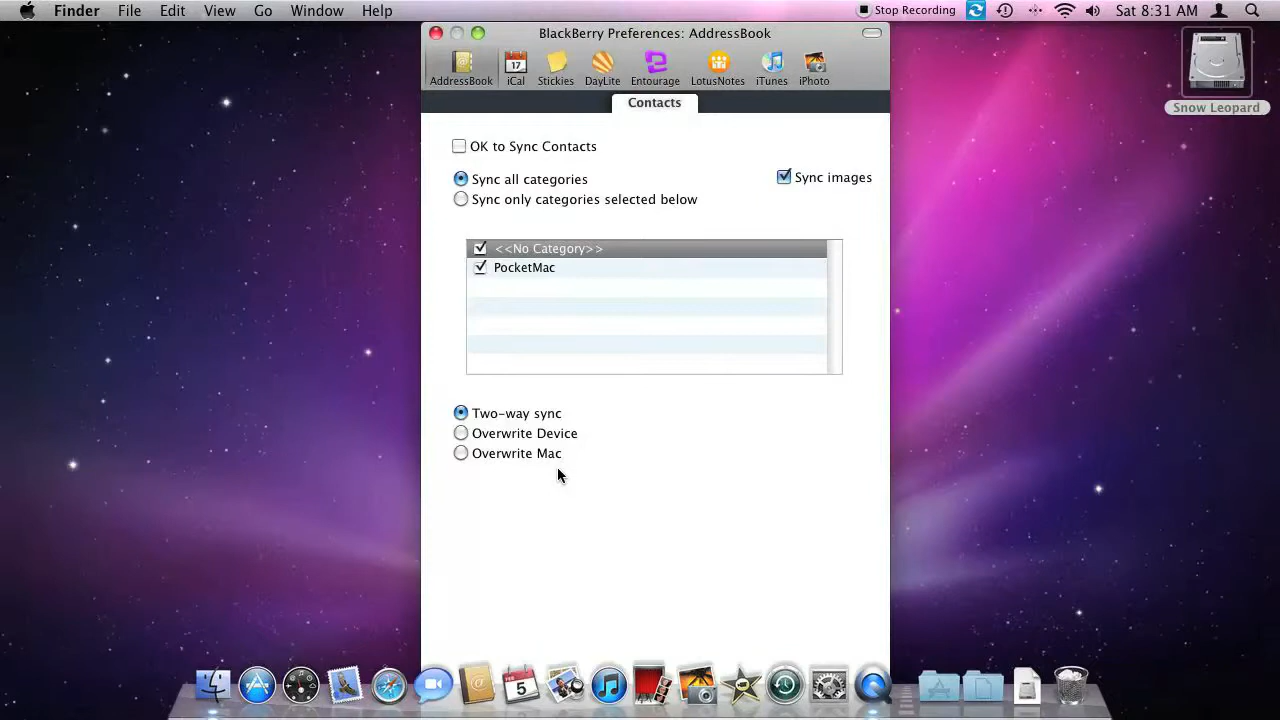 Finder File Edit View Go Window Help Stop Recording Sat 8:31 AM
BlackBerry Preferences: AddressBook
AddressBook iCal Stickies DayLite Entourage LotusNotes iTunes iPhoto
17
Snow Leopard
Contacts
OK to Sync Contacts
Sync all categories
Sync images
Sync only categories selected below
<<No Category>>
PocketMac
Two-way sync
Overwrite Device
Overwrite Mac
5